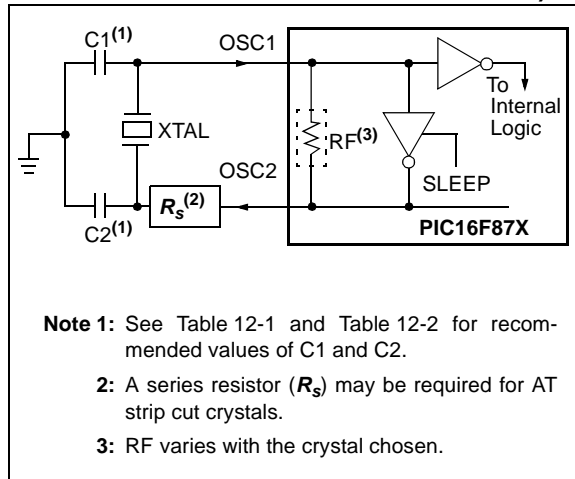 C1(1)
OSC1
To
Internal
Logic
XTAL
RF(3)
OSC2
SLEEP
Rs(2)
C2(1)
PIC16F87X
Note 1: See Table 12-1 and Table 12-2 for recom-
mended values of C1 and C2.
2: A series resistor (Rs) may be required for AT
strip cut crystals.
3: RF varies with the crystal chosen.